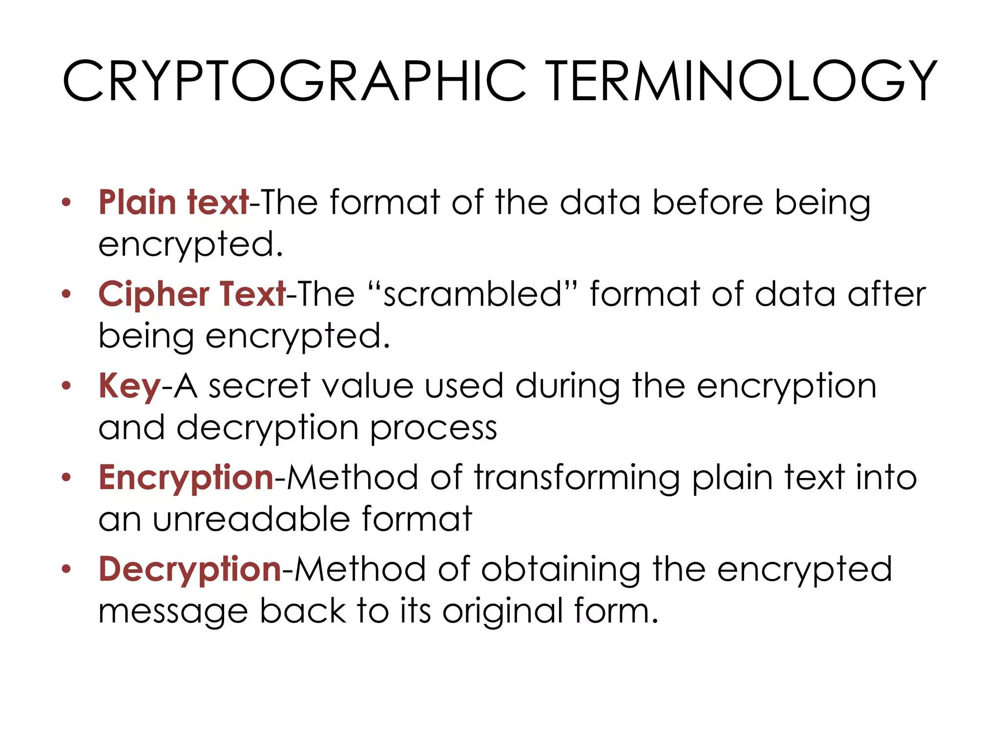 CRYPTOGRAPHIC TERMINOLOGY
• Plain text-The format of the data before being
encrypted.
• Cipher Text-The “scrambled” format of data after
being encrypted.
• Key-A secret value used during the encryption
and decryption process
• Encryption-Method of transforming plain text into
an unreadable format
• Decryption-Method of obtaining the encrypted
message back to its original form.